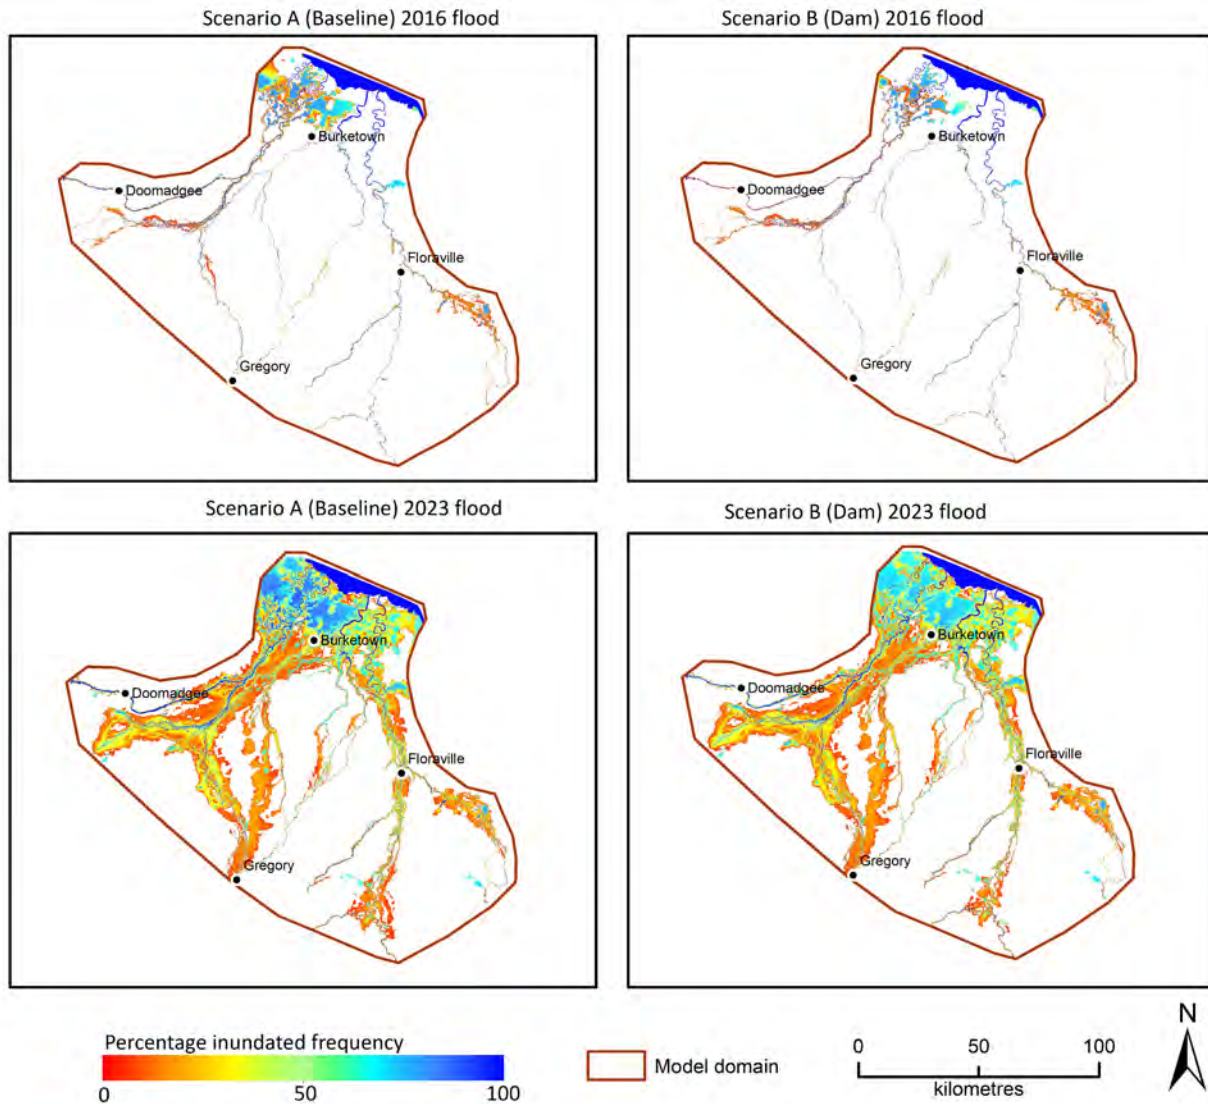 Scenario A (Baseline) 2016 flood
Scenario B (Dam) 2016 flood
Burketown
Doomadgee
Floraville
Gregory
Burketown
Doomadgee
Floraville
Gregory
Scenario A (Baseline) 2023 flood
Scenario B (Dam) 2023 flood
Burketown
Doomadgee
Floraville
Gregory
Burketown
Doomadgee
Floraville
Gregory
Percentage inundated frequency
0 50 100
Model domain
0 50 100
kilometres
N